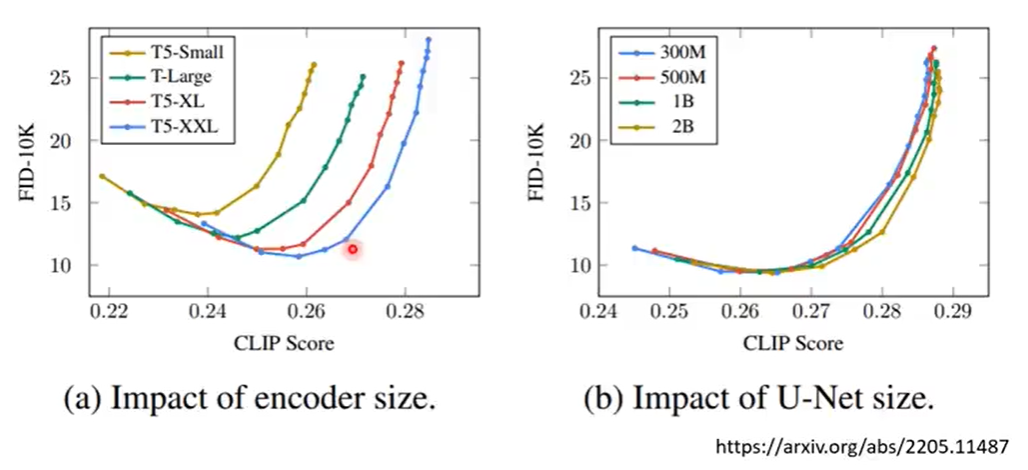 T5-Small
T-Large
T5-XL
T5-XXL
FID-10K
25
20
15
10
0.22
0.24
0.26
0.28
CLIP Score
(a) Impact of encoder size.
300M
500M
1B
2B
FID-10K
25
20
15
10
0.24
0.25
0.26
0.27
0.28
0.29
CLIP Score
(b) Impact of U-Net size.
https://arxiv.org/abs/2205.11487